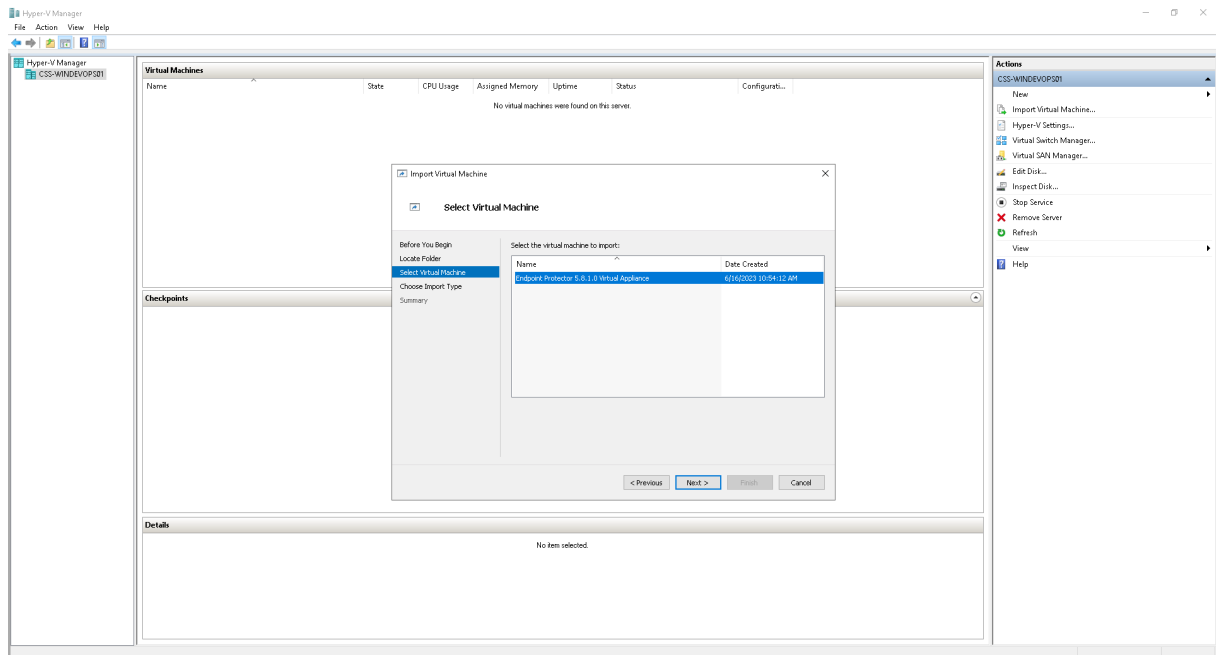 Hyper-V Manager
File Action View Help
Hyper-V Manager
CSS-WINDEVOPS01
Virtual Machines
Name State CPU Usage Assigned Memory Uptime Status Configurati...
No virtual machines were found on this server.
Import Virtual Machine
Select Virtual Machine
Before You Begin
Locate Folder
Select Virtual Machine
Choose Import Type
Summary
Select the virtual machine to import:
Name Date Created
Endpoint Protector 5.8.1.0 Virtual Appliance 6/16/2023 10:54:12 AM
< Previous Next > Finish Cancel
Checkpoints
Details
No item selected.
Actions
CSS-WINDEVOPS01
New
Import Virtual Machine...
Hyper-V Settings...
Virtual Switch Manager...
Virtual SAN Manager...
Edit Disk...
Inspect Disk...
Stop Service
Remove Server
Refresh
View
Help